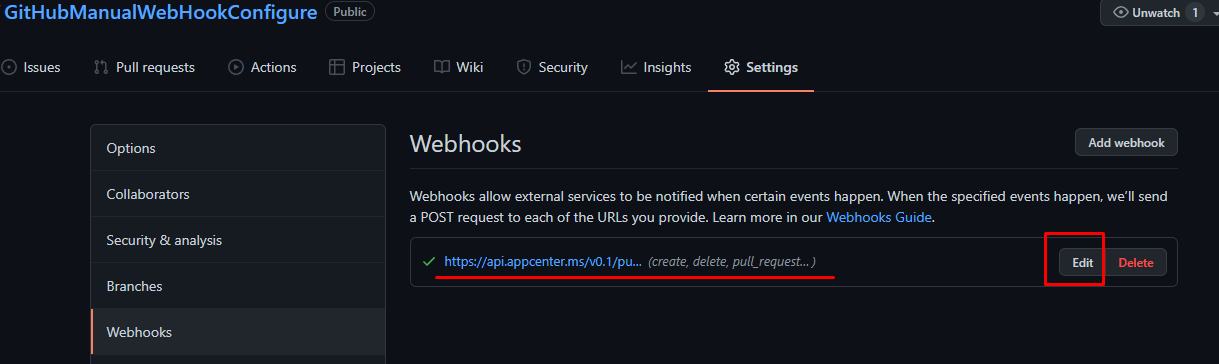 GitHubManualWebHookConfigure Public
Unwatch 1
Issues Pull requests Actions Projects Wiki Security Insights Settings
Options
Collaborators
Security & analysis
Branches
Webhooks
Webhooks
Add webhook
Webhooks allow external services to be notified when certain events happen. When the specified events happen, we’ll send
a POST request to each of the URLs you provide. Learn more in our Webhooks Guide.
https://api.appcenter.ms/v0.1/pu... (create, delete, pull_request... )
Edit Delete